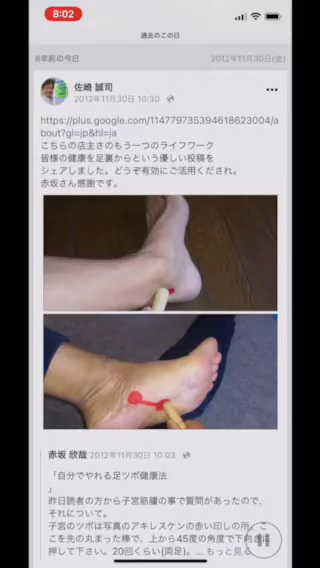 8:02
過去のこの日
6年前の今日
2012年11月30日(金)
佐崎 誠司
2012年11月30日 10:30
https://plus.google.com/114779735394618623004/a
bout?gl=jp&hl=ja
こちらの店主さのもう一つのライフワーク
皆様の健康を足裏からという優しい投稿を
シェアしました。どうぞ有効にご活用くだされ。
赤坂さん感謝です。
赤坂 欣哉 2012年11月30日 10:03
「自分でやれる足ツボ健康法
」
昨日読者の方から子宮筋腫の事で質問があったので、
それについて。
子宮のツボは写真のアキレスケンの赤い印しの所。こ
こを先の丸まった棒で、上から45度の角度で下向きに
押して下さい。20回くらい(両足)。... もっと見る